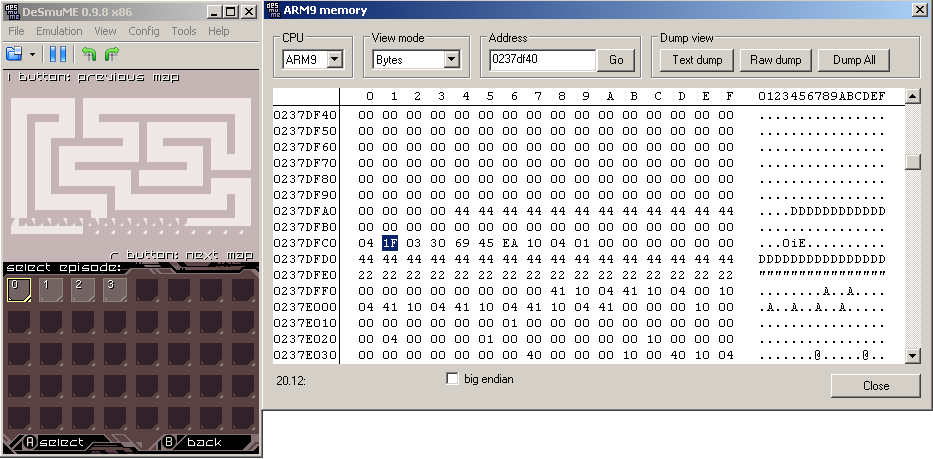 DeSmuME 0.9.8 x86
File Emulation View Config Tools Help
l button: previous map
r button: next map
select episode:
0 1 2 3
A select B back
DeS mu ME ARM9 memory
CPU
ARM9
View mode
Bytes
Address
0237df40
Go
Dump view
Text dump Raw dump Dump All
0 1 2 3 4 5 6 7 8 9 A B C D E F 0123456789ABCDEF
0237DF40 00 00 00 00 00 00 00 00 00 00 00 00 00 00 00 00 ................
0237DF50 00 00 00 00 00 00 00 00 00 00 00 00 00 00 00 00 ................
0237DF60 00 00 00 00 00 00 00 00 00 00 00 00 00 00 00 00 ................
0237DF70 00 00 00 00 00 00 00 00 00 00 00 00 00 00 00 00 ................
0237DF80 00 00 00 00 00 00 00 00 00 00 00 00 00 00 00 00 ................
0237DF90 00 00 00 00 00 00 00 00 00 00 00 00 00 00 00 00 ................
0237DFA0 00 00 00 00 44 44 44 44 44 44 44 44 44 44 44 44 ....DDDDDDDDDDDD
0237DFB0 00 00 00 00 00 00 00 00 00 00 00 00 00 00 00 00 ................
0237DFC0 04 1F 03 30 69 45 EA 10 04 01 00 00 00 00 00 00 ...0iE..........
0237DFD0 44 44 44 44 44 44 44 44 44 44 44 44 44 44 44 44 DDDDDDDDDDDDDDDD
0237DFE0 22 22 22 22 22 22 22 22 22 22 22 22 22 22 22 22 """"""""""""""""
0237DFF0 00 00 00 00 00 00 00 00 41 10 04 41 10 04 00 10 ........A..A....
0237E000 04 41 10 04 41 10 04 41 10 04 41 00 00 00 10 00 .A..A..A..A.....
0237E010 00 00 00 00 00 00 01 00 00 00 00 00 00 00 00 00 ................
0237E020 00 04 00 00 00 01 00 00 00 00 00 00 10 00 00 00 ................
0237E030 00 00 00 00 00 00 00 40 00 00 00 10 00 40 10 04 .......@.....@..
20.12:
big endian
Close